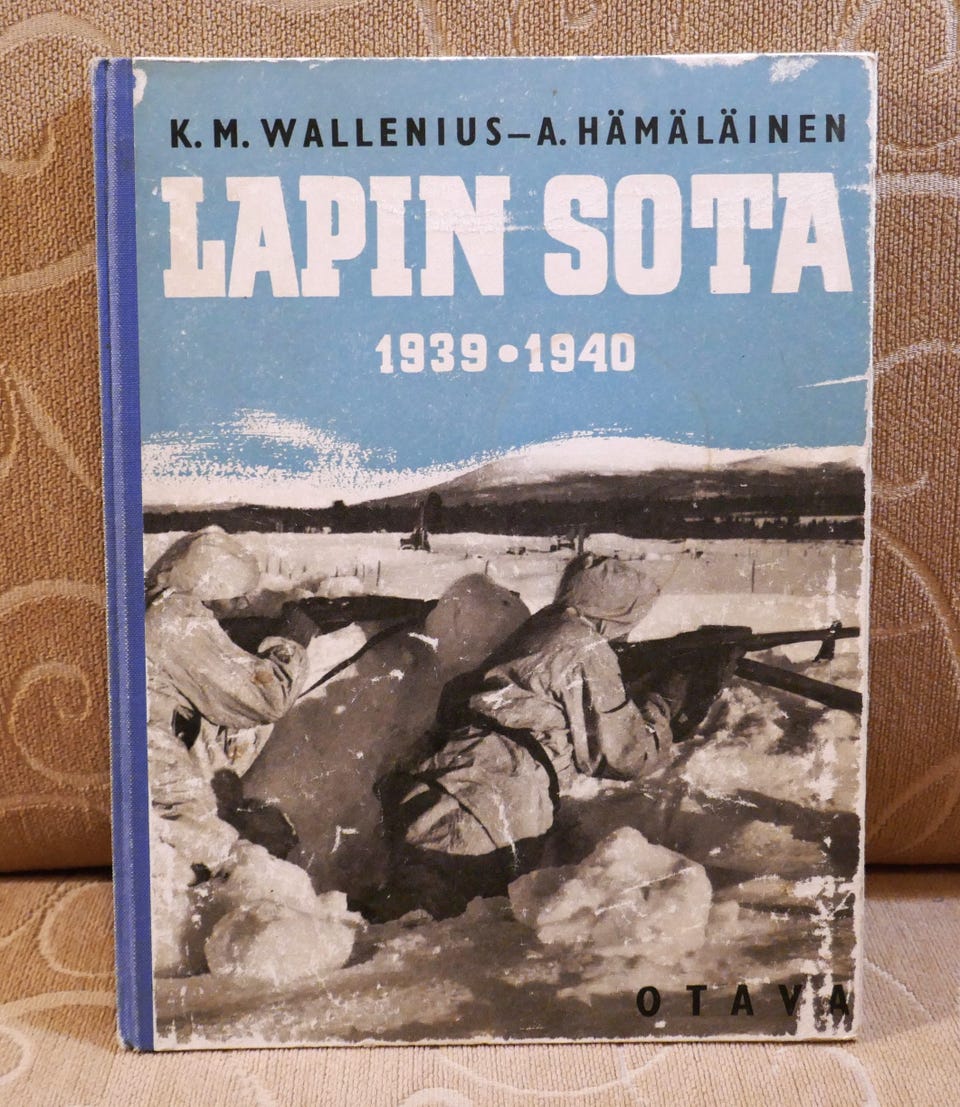 K. M. WALLENIUS–A. HÄMÄLÄINEN
LAPIN SOTA
1939 • 1940
OTAVA